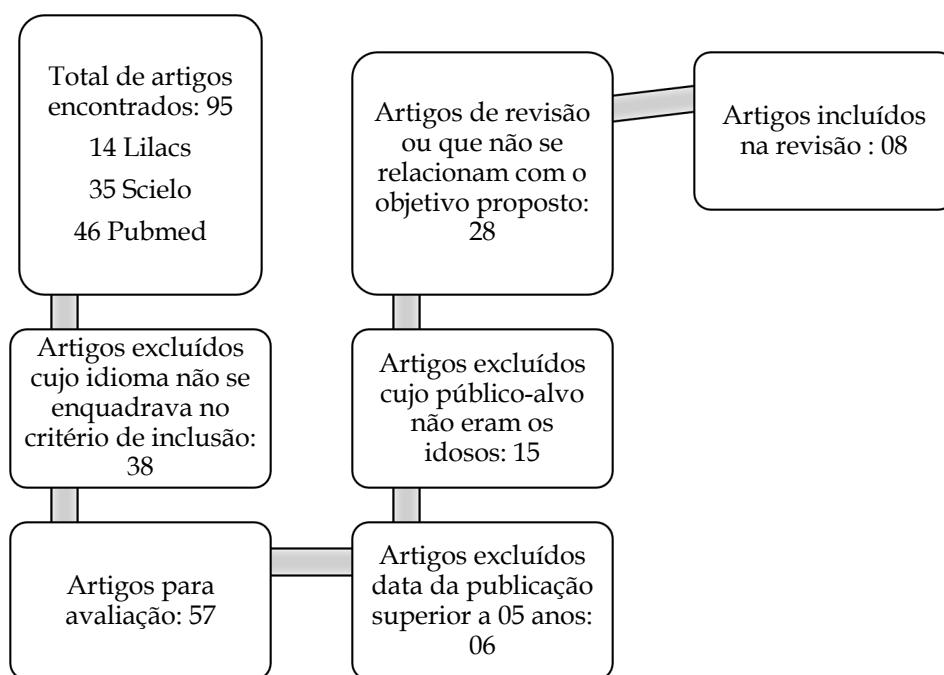 Total de artigos
encontrados: 95
14 Lilacs
35 Scielo
46 Pubmed
Artigos excluídos
cujo idioma não se
enquadrava no
critério de inclusão:
38
Artigos para
avaliação: 57
Artigos excluídos
data da publicação
superior a 05 anos:
06
Artigos excluídos
cujo público-alvo
não eram os
idosos: 15
Artigos de revisão
ou que não se
relacionam com o
objetivo proposto:
28
Artigos incluídos
na revisão : 08